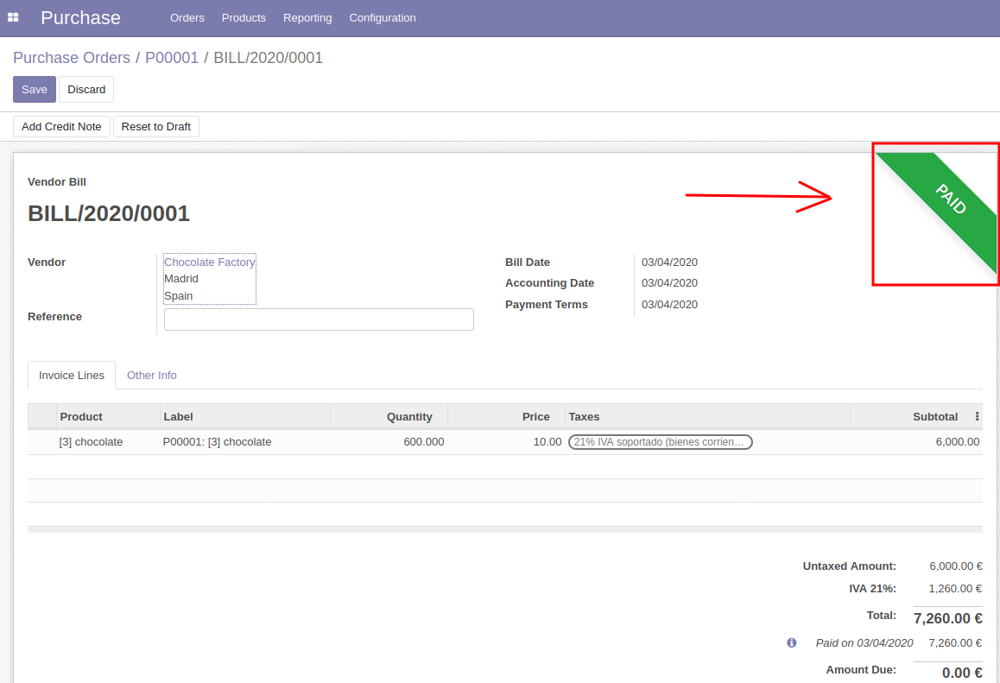 Purchase Orders Products Reporting Configuration
Purchase Orders / P00001 / BILL/2020/0001
Save Discard
Add Credit Note Reset to Draft
PAID
Vendor Bill
BILL/2020/0001
Vendor Chocolate Factory
Madrid
Spain
Reference
Bill Date 03/04/2020
Accounting Date 03/04/2020
Payment Terms 03/04/2020
Invoice Lines Other Info
Product Label Quantity Price Taxes Subtotal
[3] chocolate P00001: [3] chocolate 600.000 10.00 21% IVA soportado (bienes corrien… 6,000.00
Untaxed Amount: 6,000.00 €
IVA 21%: 1,260.00 €
Total: 7,260.00 €
Paid on 03/04/2020 7,260.00 €
Amount Due: 0.00 €